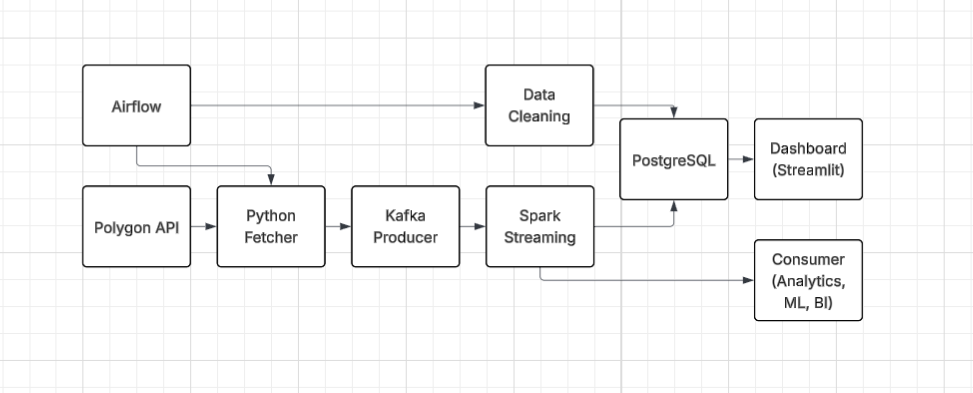 Airflow
Data
Cleaning
PostgreSQL
Dashboard
(Streamlit)
Polygon API
Python
Fetcher
Kafka
Producer
Spark
Streaming
Consumer
(Analytics,
ML, BI)